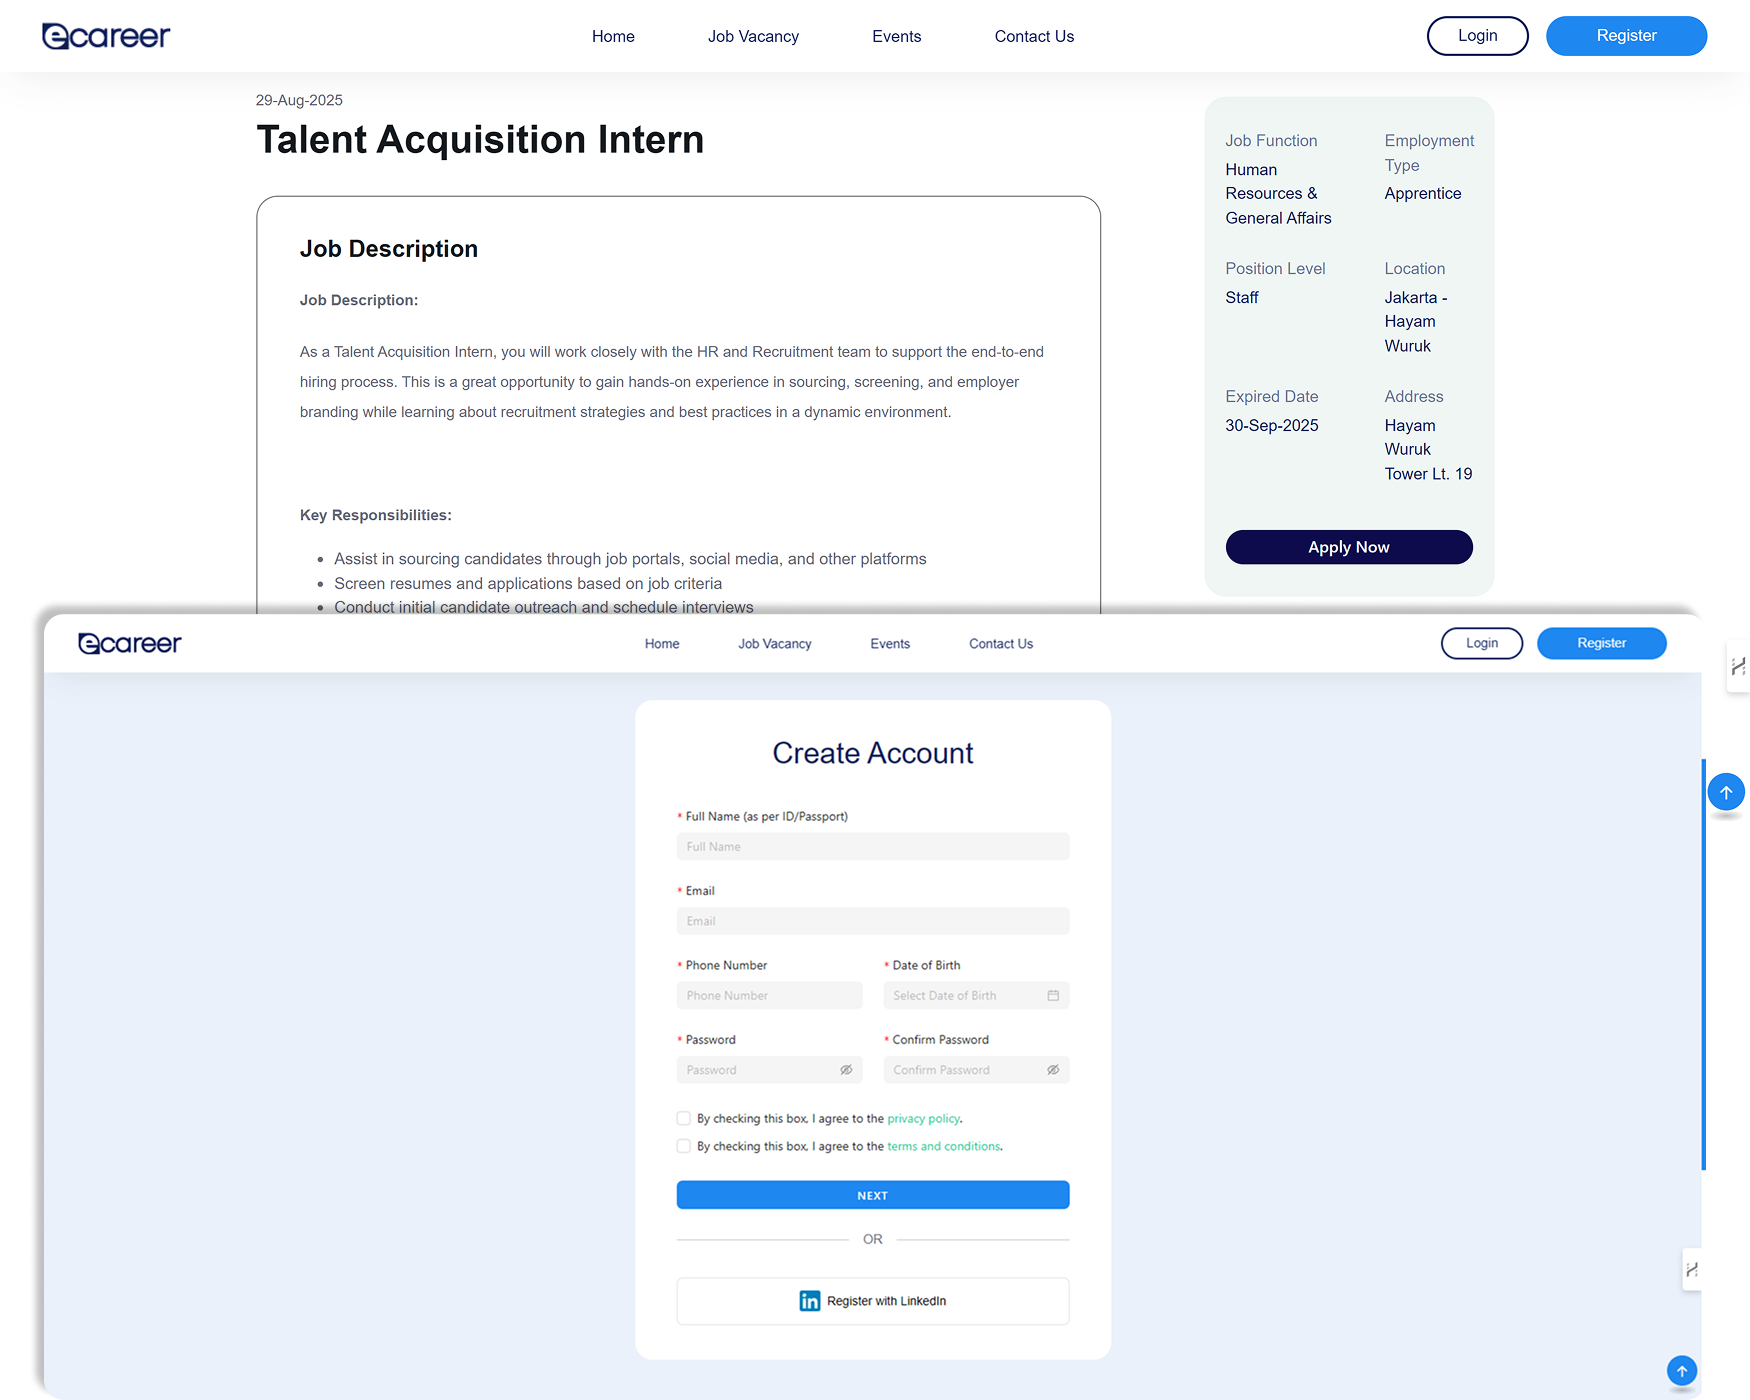 ecareer
Home
Job Vacancy
Events
Contact Us
Login
Register
29-Aug-2025
Talent Acquisition Intern
Job Description
Job Description:
As a Talent Acquisition Intern, you will work closely with the HR and Recruitment team to support the end-to-end
hiring process. This is a great opportunity to gain hands-on experience in sourcing, screening, and employer
branding while learning about recruitment strategies and best practices in a dynamic environment.
Key Responsibilities:
Assist in sourcing candidates through job portals, social media, and other platforms
Screen resumes and applications based on job criteria
Conduct initial candidate outreach and schedule interviews
Job Function
Human
Resources &
General Affairs
Employment
Type
Apprentice
Position Level
Staff
Location
Jakarta -
Hayam
Wuruk
Expired Date
30-Sep-2025
Address
Hayam
Wuruk
Tower Lt. 19
Apply Now
ecareer
Home
Job Vacancy
Events
Contact Us
Login
Register
Create Account
* Full Name (as per ID/Passport)
Full Name
* Email
Email
* Phone Number
Phone Number
* Date of Birth
Select Date of Birth
* Password
Password
* Confirm Password
Confirm Password
By checking this box, I agree to the privacy policy.
By checking this box, I agree to the terms and conditions.
NEXT
OR
in Register with LinkedIn